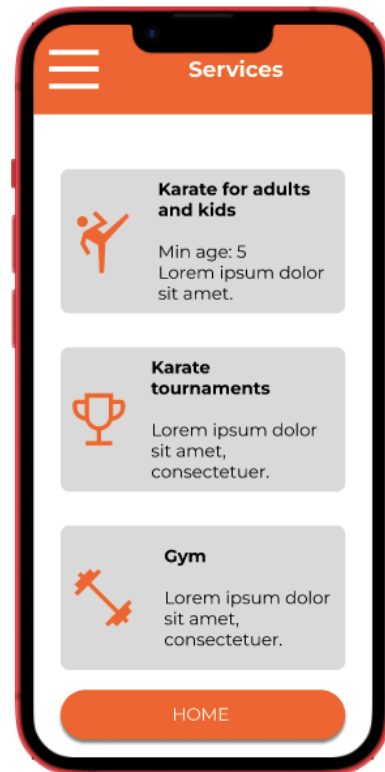 Services
Karate for adults
and kids
Min age: 5
Lorem ipsum dolor
sit amet.
Karate
tournaments
Lorem ipsum dolor
sit amet,
consectetuer.
Gym
Lorem ipsum dolor
sit amet,
consectetuer.
HOME